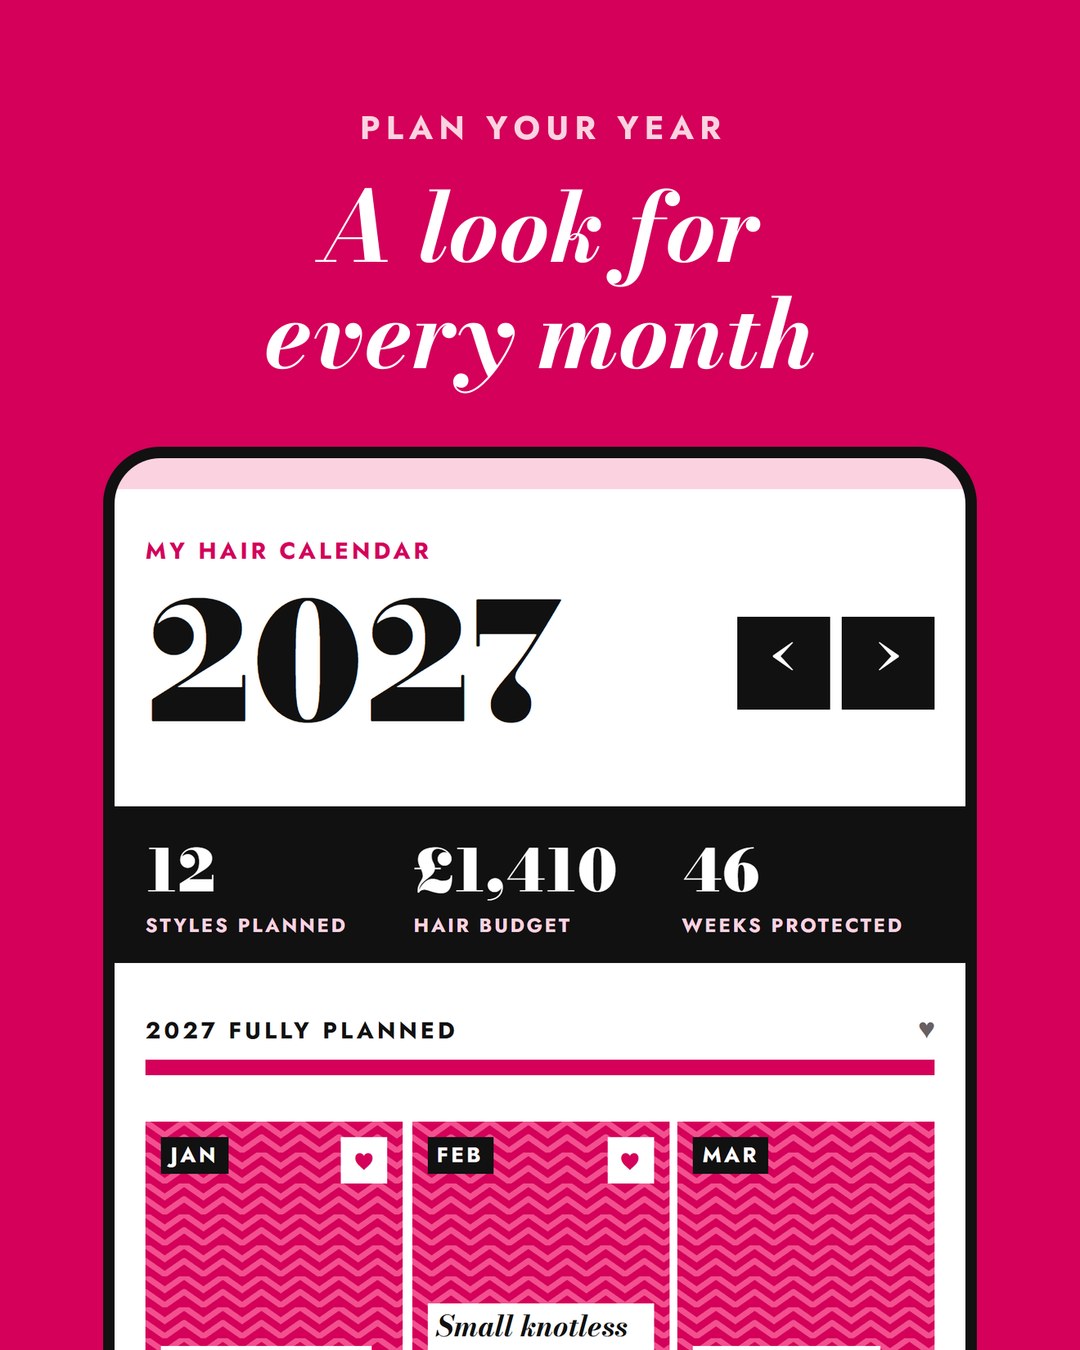 PLAN YOUR YEAR
A look for
every month
MY HAIR CALENDAR
2027
12
STYLES PLANNED
£1,410
HAIR BUDGET
46
WEEKS PROTECTED
2027 FULLY PLANNED
JAN
FEB
MAR
Small knotless